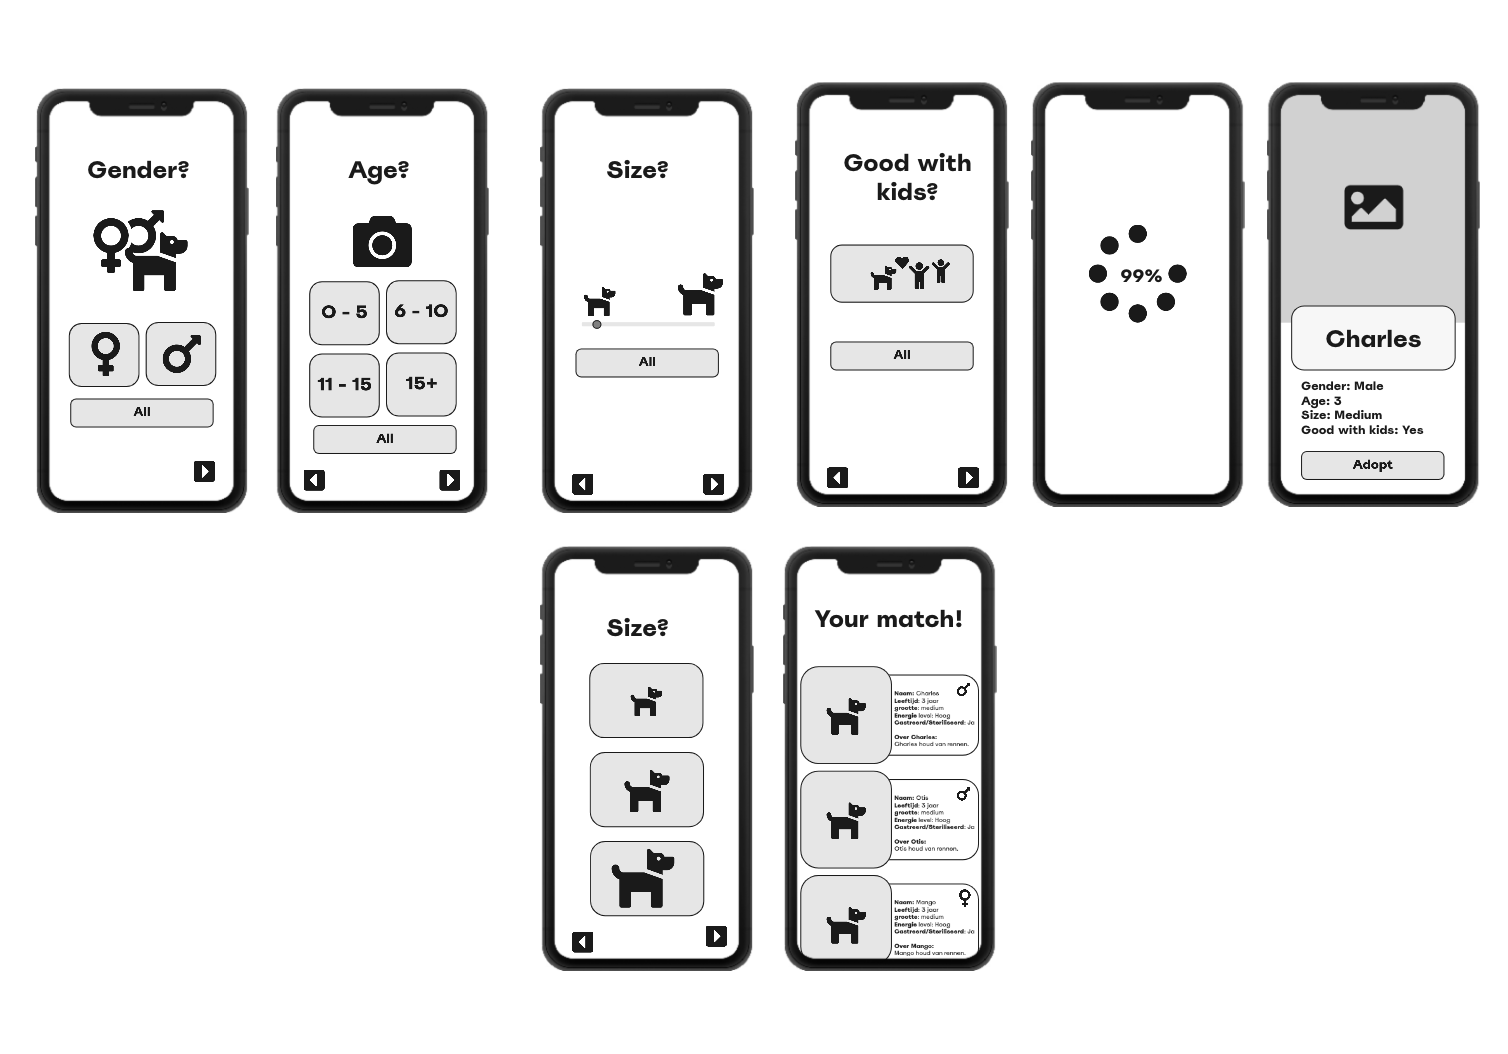 Gender?
All
Age?
0 - 5
6 - 10
11 - 15
15+
All
Size?
All
Good with
kids?
All
99%
Charles
Gender: Male
Age: 3
Size: Medium
Good with kids: Yes
Adopt
Size?
Your match!
Naam: Charles
Leeftijd: 3 jaar
grootte: medium
Energie level: Hoog
Gastreerd/Steriliseerd: Ja
Over Charles:
Charles houd van rennen.
Naam: Otis
Leeftijd: 3 jaar
grootte: medium
Energie level: Hoog
Gastreerd/Steriliseerd: Ja
Over Otis:
Otis houd van rennen.
Naam: Mango
Leeftijd: 3 jaar
grootte: medium
Energie level: Hoog
Gastreerd/Steriliseerd: Ja
Over Mango:
Mango houd van rennen.